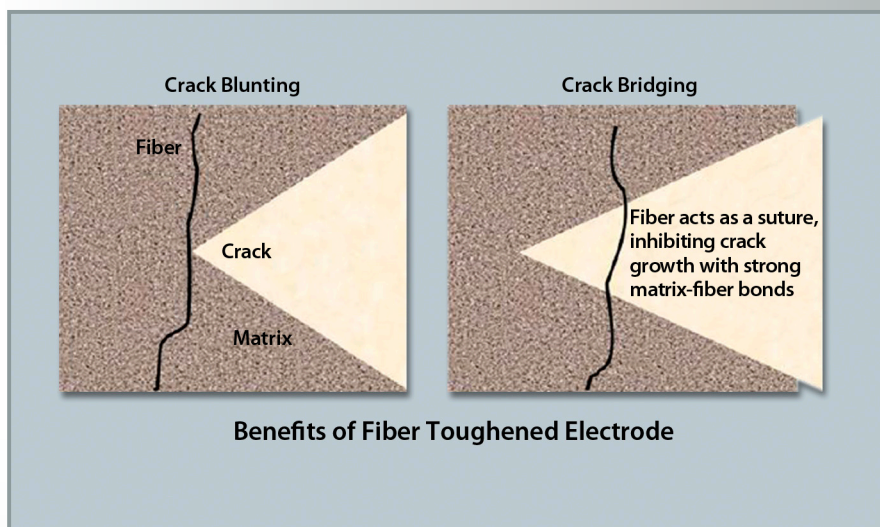 Crack Blunting
Fiber
Crack
Matrix
Crack Bridging
Fiber acts as a suture,
inhibiting crack
growth with strong
matrix-fiber bonds
Benefits of Fiber Toughened Electrode